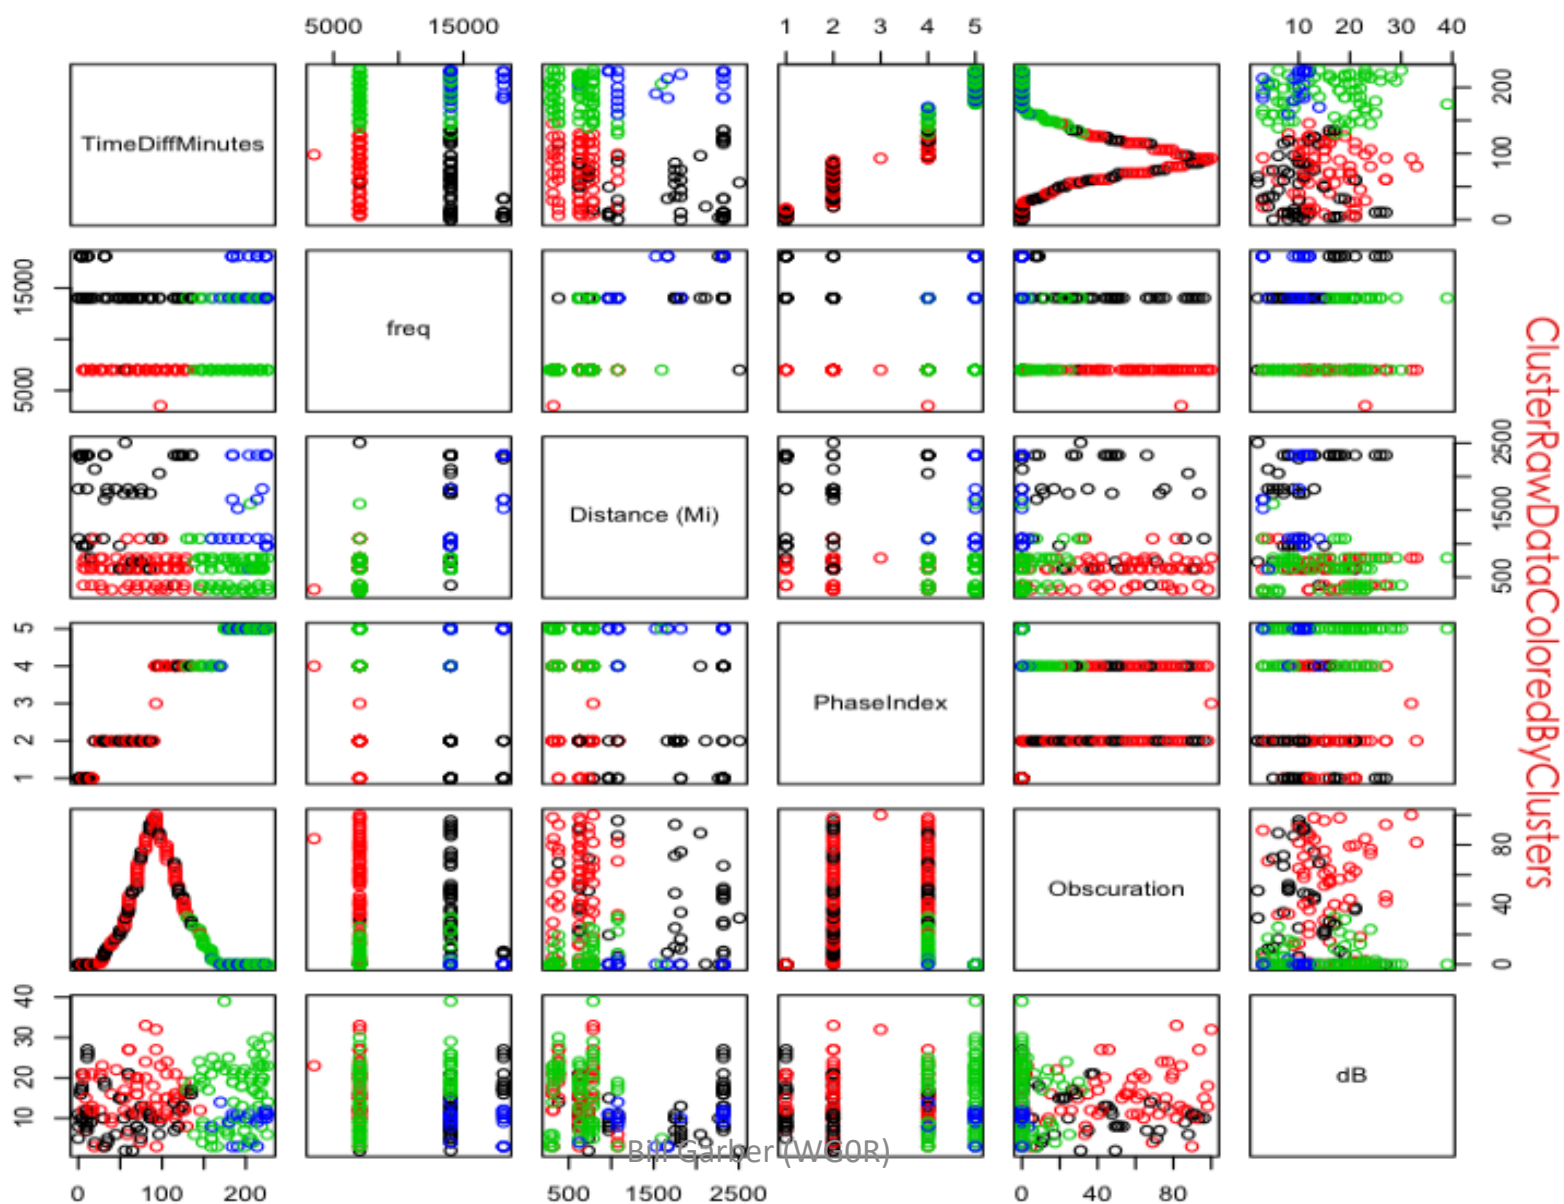 5000 15000 1 2 3 4 5 10 20 30 40
TimeDiffMinutes
0 100 200
5000 15000
freq
Distance (Mi)
500 1500 2500
1 2 3 4 5
PhaseIndex
Obscuration
0 40 80
10 20 30 40
dB
0 100 200 500 1500 2500 0 40 80
ClusterRawDataColoredByClusters
Bill Garber (WG0R)